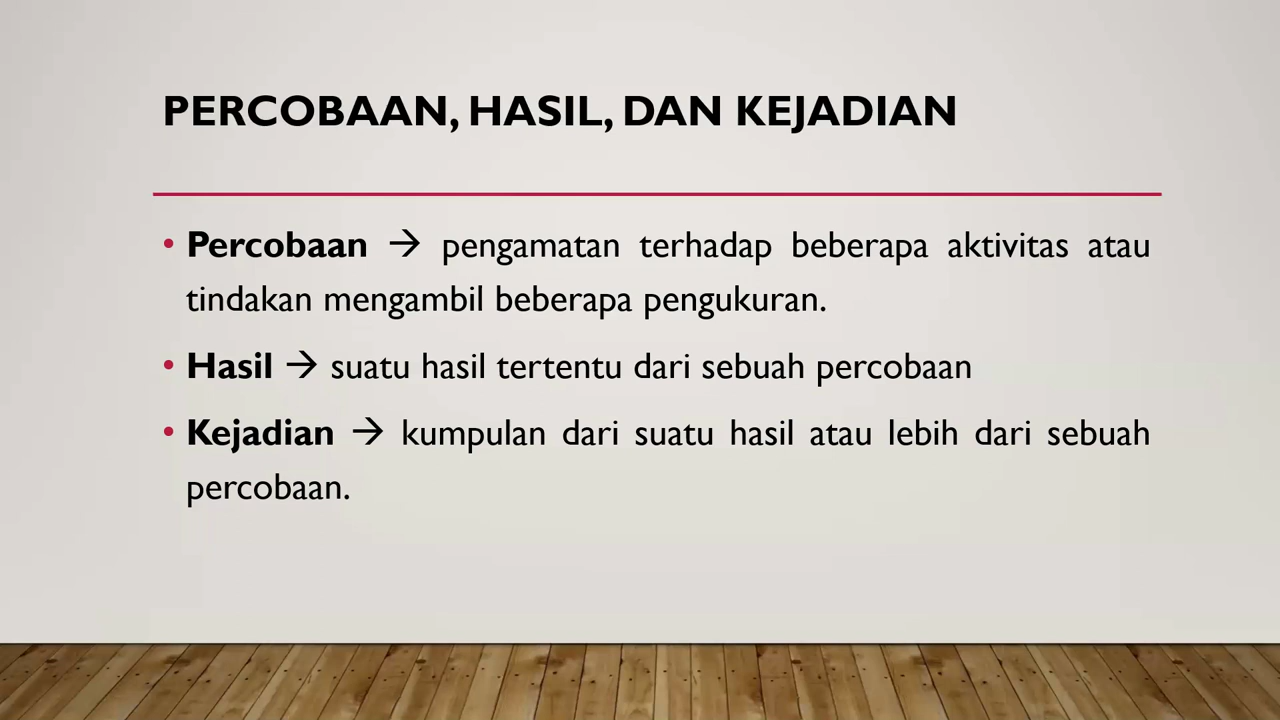 PERCOBAAN, HASIL, DAN KEJADIAN
• Percobaan → pengamatan terhadap beberapa aktivitas atau
tindakan mengambil beberapa pengukuran.
• Hasil → suatu hasil tertentu dari sebuah percobaan
• Kejadian → kumpulan dari suatu hasil atau lebih dari sebuah
percobaan.